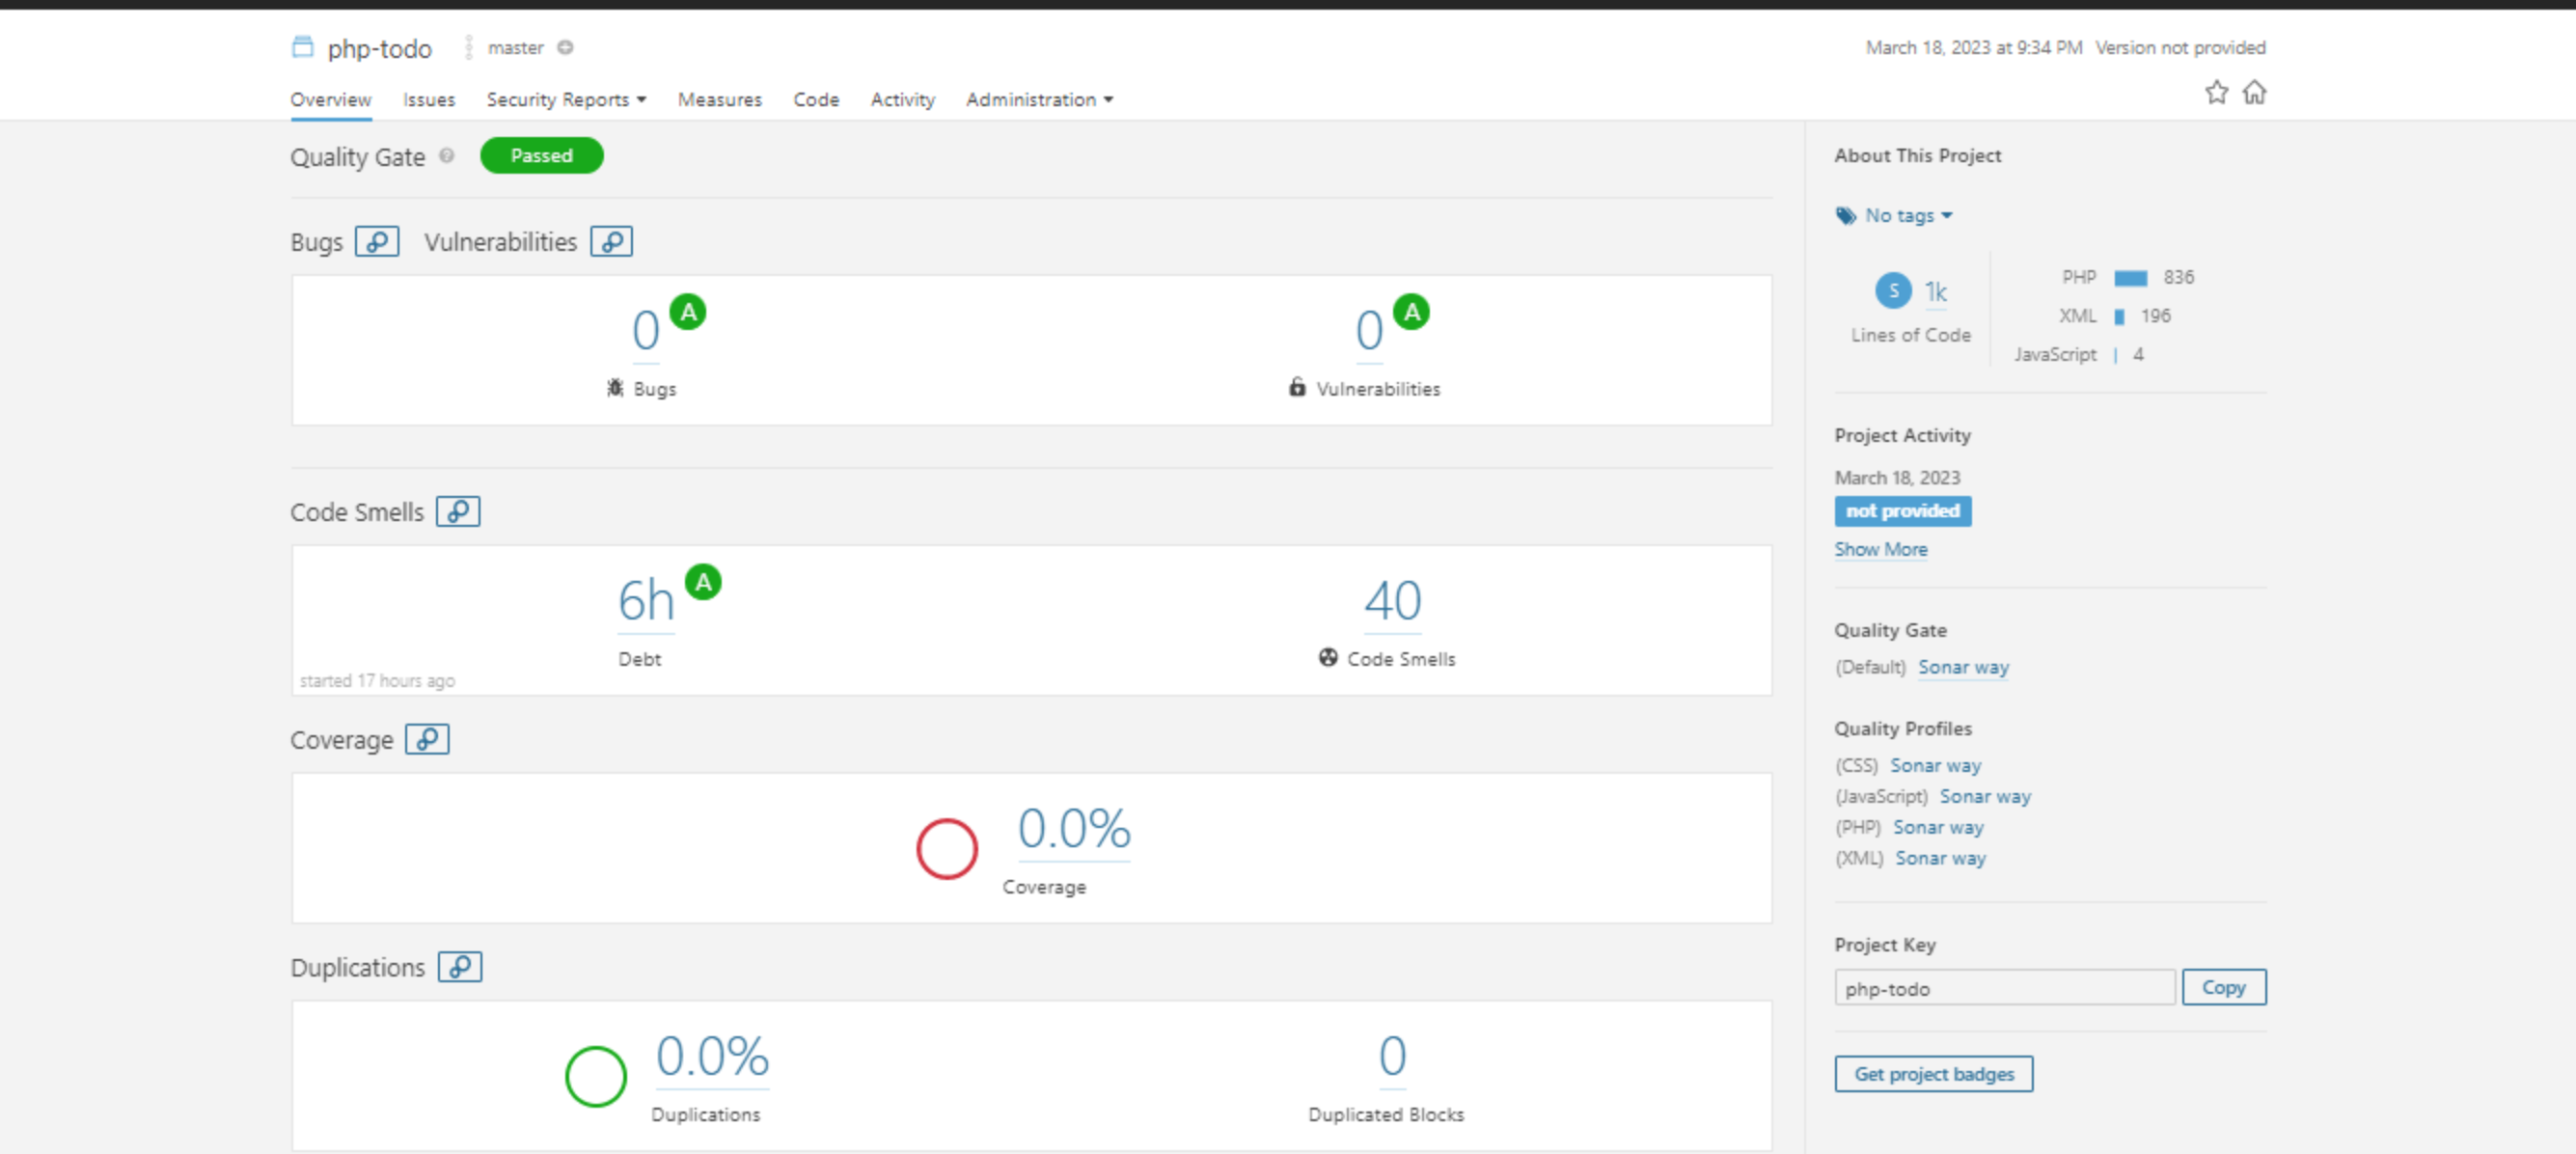 php-todo master March 18, 2023 at 9:34 PM Version not provided
Overview Issues Security Reports Measures Code Activity Administration
Quality Gate ? Passed
Bugs Vulnerabilities
0 A 0 A
Bugs Vulnerabilities
Code Smells
6h A 40
Debt Code Smells
started 17 hours ago
Coverage
0.0%
Coverage
Duplications
0.0% 0
Duplications Duplicated Blocks
About This Project
No tags
S 1k
Lines of Code
PHP 836
XML 196
JavaScript 4
Project Activity
March 18, 2023
not provided
Show More
Quality Gate
(Default) Sonar way
Quality Profiles
(CSS) Sonar way
(JavaScript) Sonar way
(PHP) Sonar way
(XML) Sonar way
Project Key
php-todo Copy
Get project badges